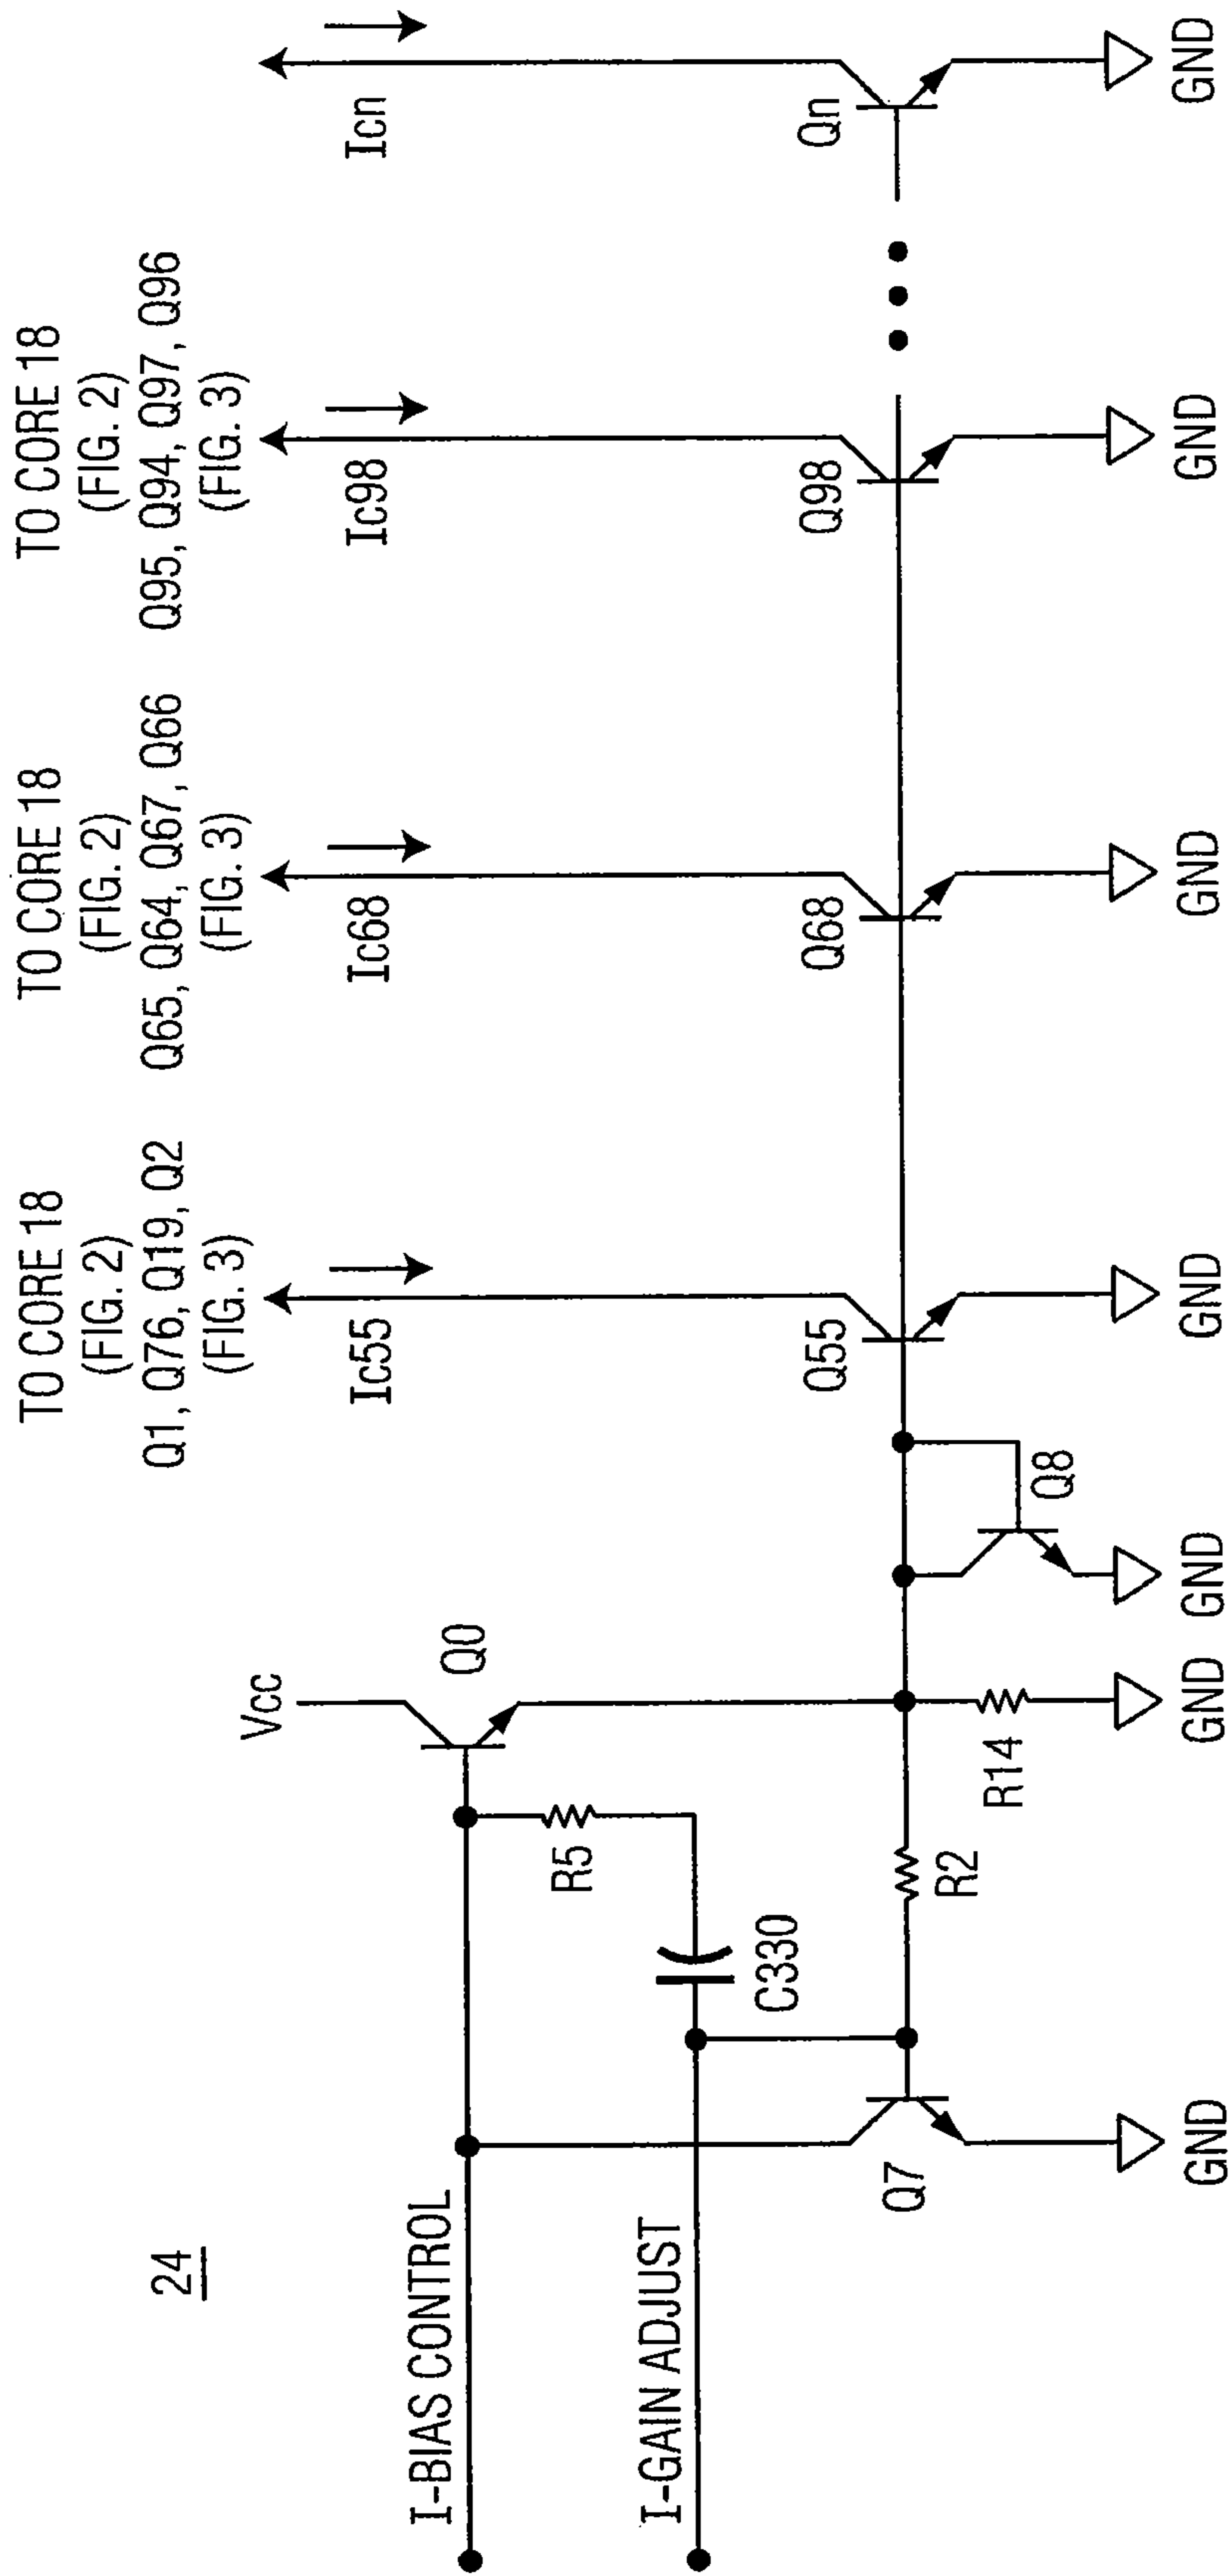 24
TO CORE 18
(FIG. 2)
Q1, Q76, Q19, Q2
(FIG. 3)
TO CORE 18
(FIG. 2)
Q65, Q64, Q67, Q66
(FIG. 3)
TO CORE 18
(FIG. 2)
Q95, Q94, Q97, Q96
(FIG. 3)
Vcc
Ic55
Ic68
Ic98
Icn
I-BIAS CONTROL
Q0
R5
I-GAIN ADJUST
C330
Q7
R2
R14
Q8
Q55
Q68
Q98
Qn
GND
GND
GND
GND
GND
GND
GND